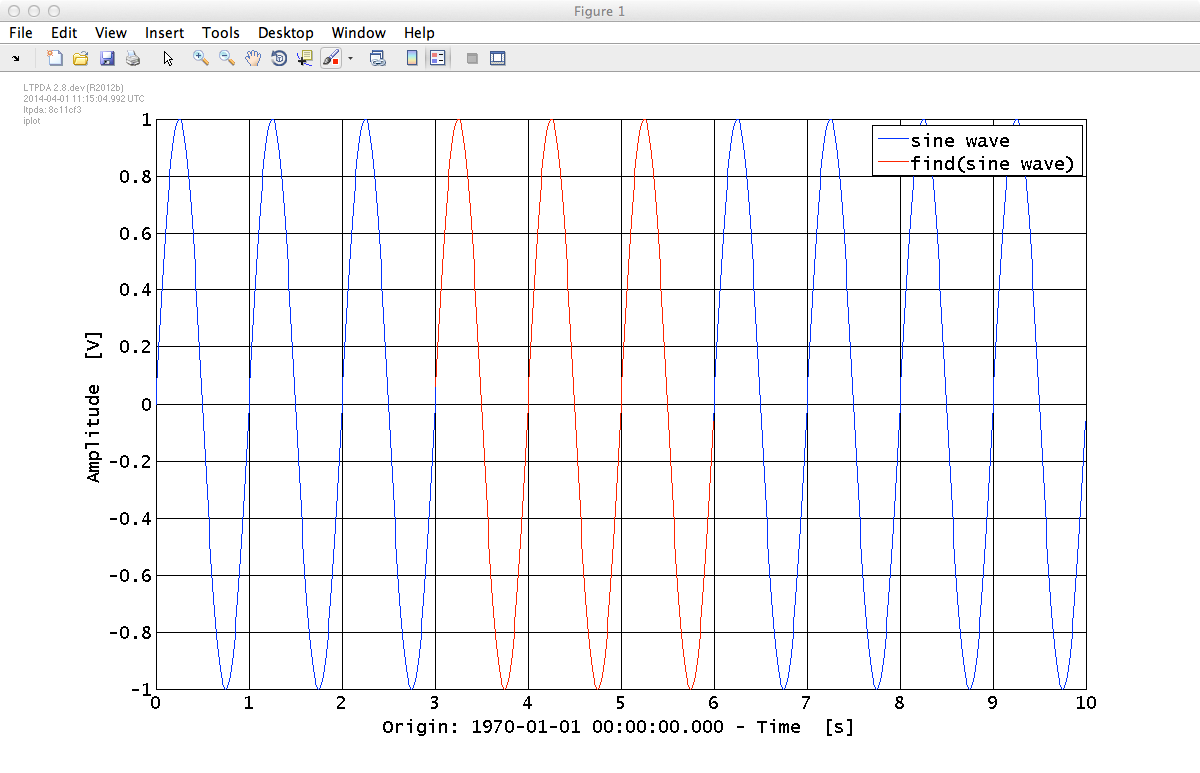 Figure 1
File Edit View Insert Tools Desktop Window Help
LTPDA 2.8.dev (R2012b)
2014-04-01 11:15:04.992 UTC
ltpda: 8c11cf3
iplot
sine wave
find(sine wave)
1
0.8
0.6
0.4
0.2
0
-0.2
-0.4
-0.6
-0.8
-1
Amplitude [V]
0 1 2 3 4 5 6 7 8 9 10
Origin: 1970-01-01 00:00:00.000 - Time [s]